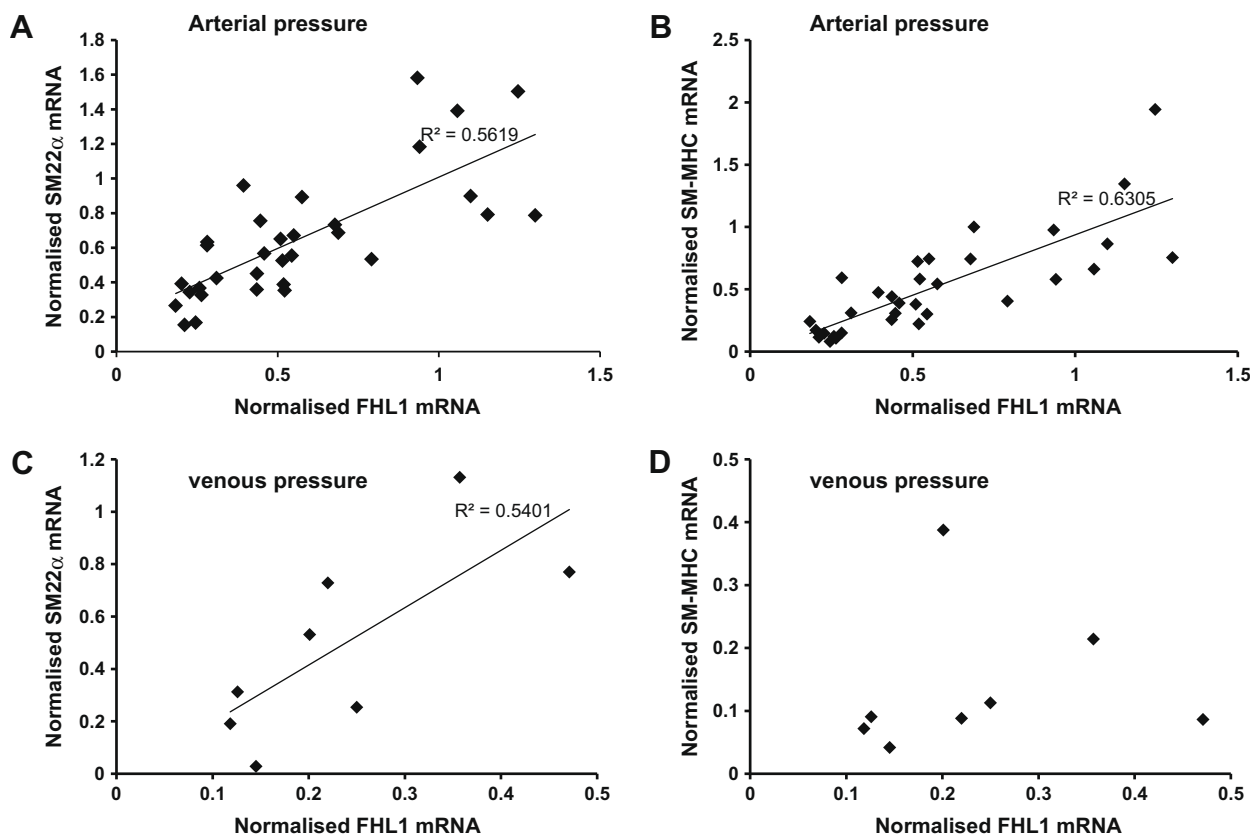 A
Arterial pressure
Normalised SM22α mRNA
1.8
1.6
1.4
1.2
1
0.8
0.6
0.4
0.2
0
R² = 0.5619
0
0.5
1
1.5
Normalised FHL1 mRNA
B
Arterial pressure
Normalised SM-MHC mRNA
2.5
2
1.5
1
0.5
0
R² = 0.6305
0
0.5
1
1.5
Normalised FHL1 mRNA
C
venous pressure
Normalised SM22α mRNA
1.2
1
0.8
0.6
0.4
0.2
0
R² = 0.5401
0
0.1
0.2
0.3
0.4
0.5
Normalised FHL1 mRNA
D
venous pressure
Normalised SM-MHC mRNA
0.5
0.4
0.3
0.2
0.1
0
0
0.1
0.2
0.3
0.4
0.5
Normalised FHL1 mRNA